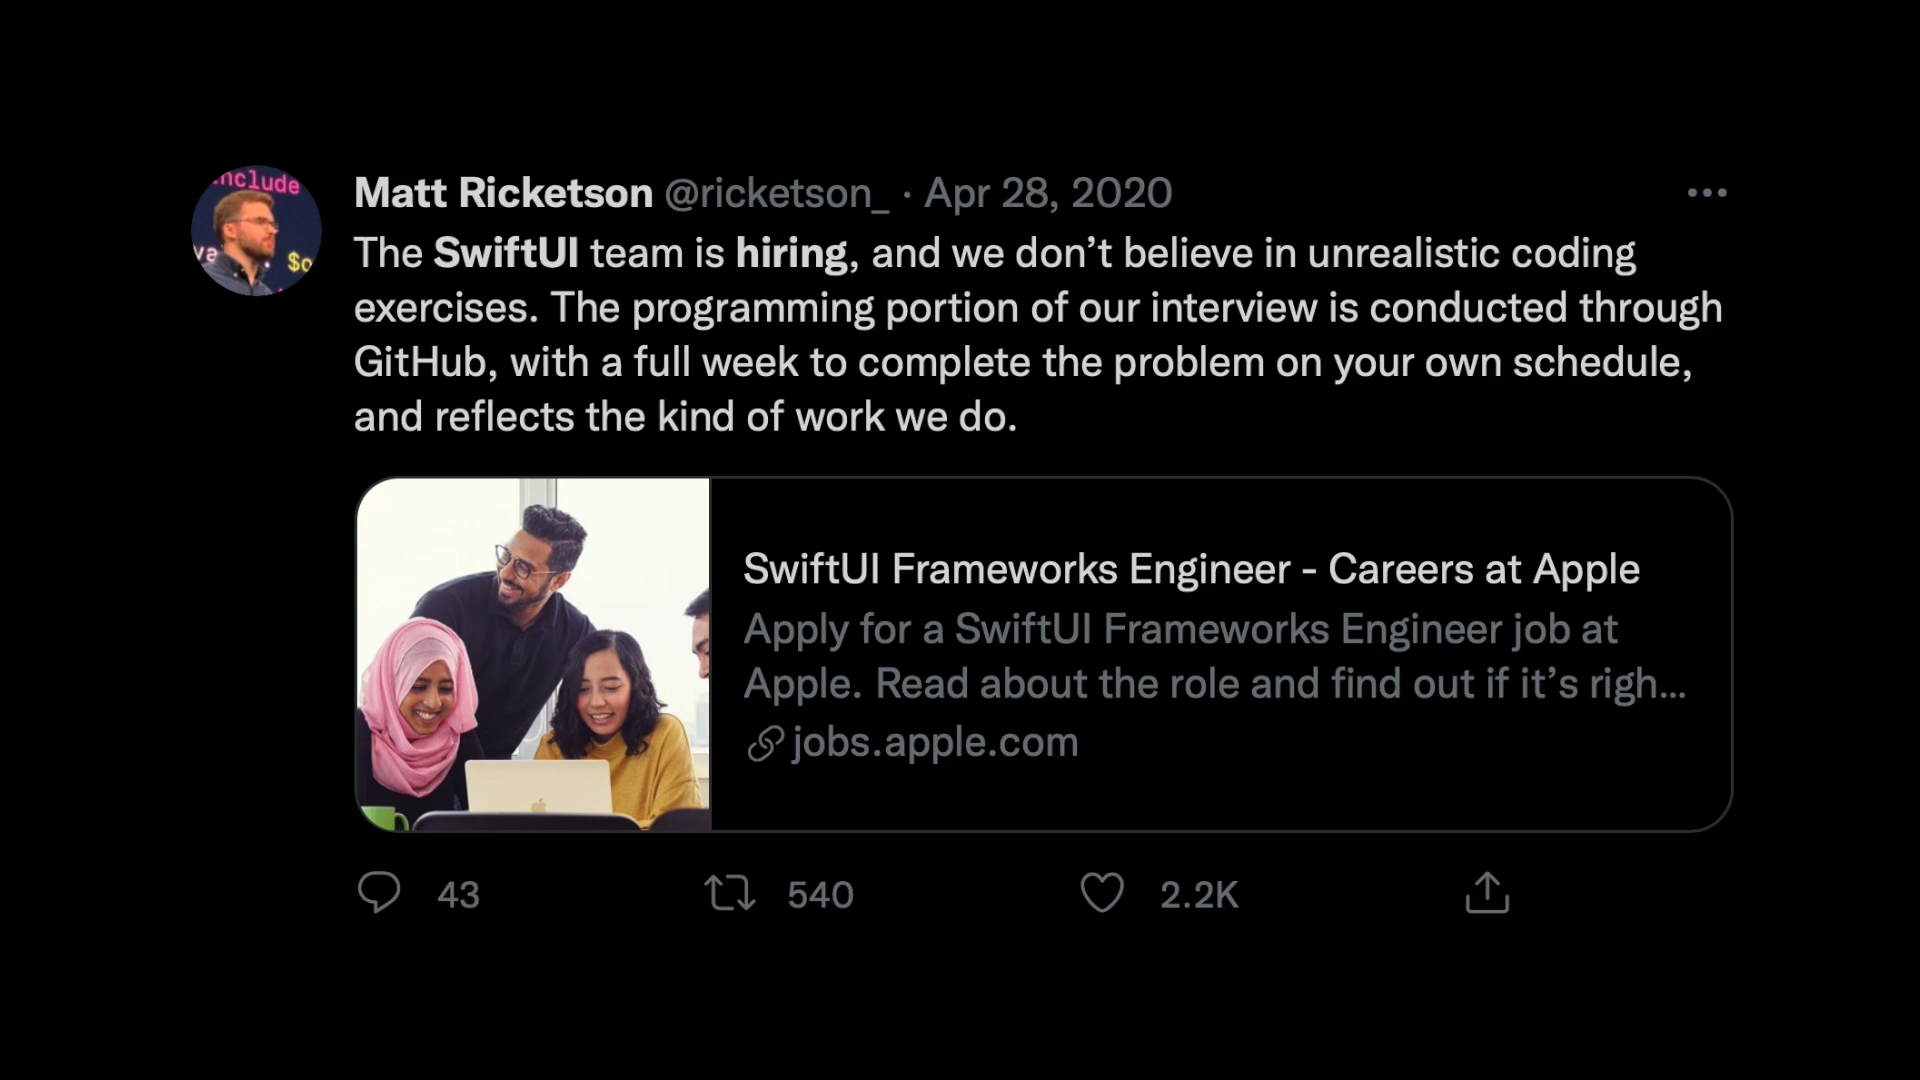 Matt Ricketson @ricketson_ · Apr 28, 2020
The SwiftUI team is hiring, and we don’t believe in unrealistic coding
exercises. The programming portion of our interview is conducted through
GitHub, with a full week to complete the problem on your own schedule,
and reflects the kind of work we do.
SwiftUI Frameworks Engineer - Careers at Apple
Apply for a SwiftUI Frameworks Engineer job at
Apple. Read about the role and find out if it’s righ...
jobs.apple.com
43 540 2.2K